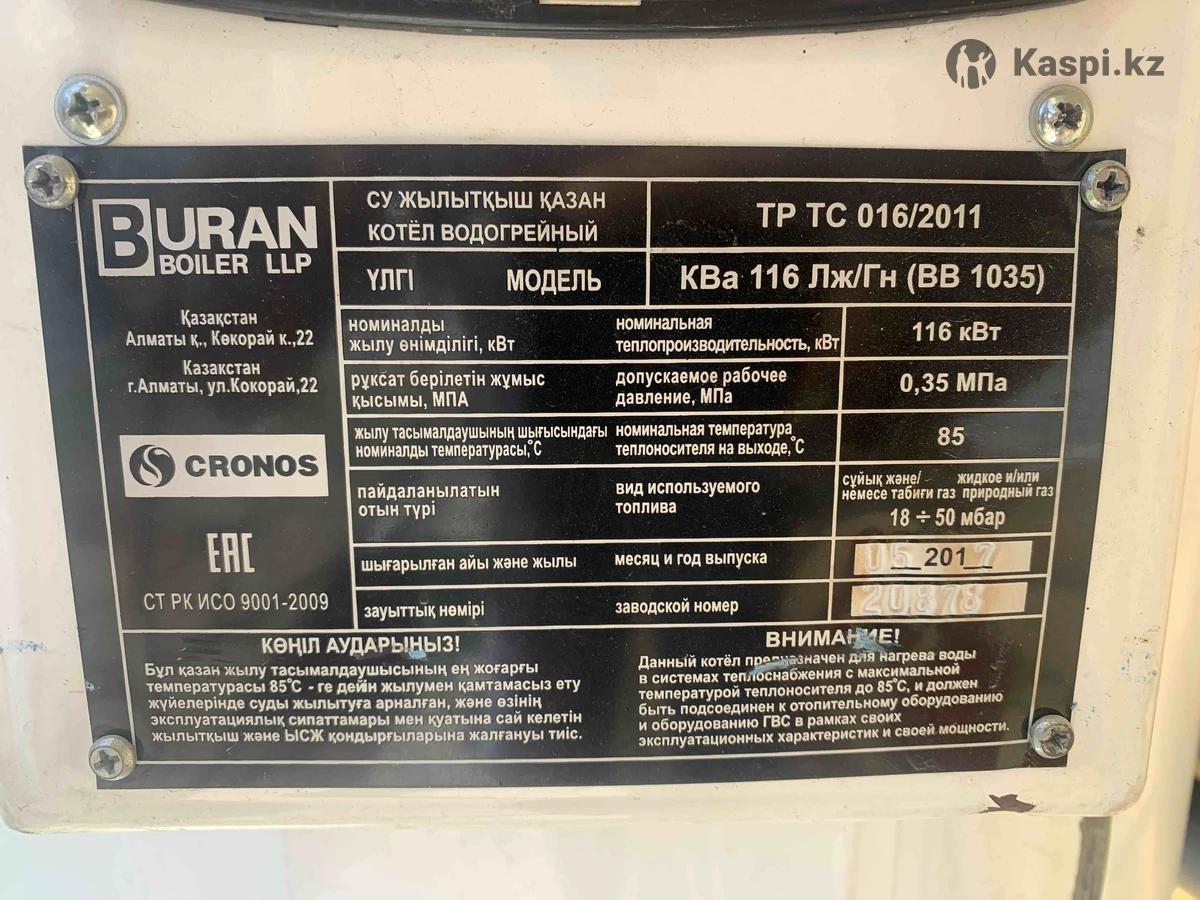 Kaspi.kz
BURAN
BOILER LLP
Қазақстан
Алматы қ., Көкорай к.,22
Казахстан
г.Алматы, ул.Кокорай,22
CRONOS
ЕАС
СТ РК ИСО 9001-2009
СУ ЖЫЛЫТҚЫШ ҚАЗАН
КОТЁЛ ВОДОГРЕЙНЫЙ
ТР ТС 016/2011
ҮЛГІ МОДЕЛЬ
КВа 116 Лж/Гн (ВВ 1035)
номиналды
жылу өнімділігі, кВт
номинальная
теплопроизводительность, кВт
116 кВт
рұқсат берілетін жұмыс
қысымы, МПА
допускаемое рабочее
давление, МПа
0,35 МПа
жылу тасымалдаушының шығысындағы
номиналды температурасы,°С
номинальная температура
теплоносителя на выходе,°С
85
пайдаланылатын
отын түрі
вид используемого
топлива
сұйық және/
немесе табиғи газ
жидкое и/или
природный газ
18 ÷ 50 мбар
шығарылған айы және жылы
месяц и год выпуска
05 201 7
зауыттық нөмірі
заводской номер
20878
КӨҢІЛ АУДАРЫҢЫЗ!
Бұл қазан жылу тасымалдаушысының ең жоғарғы
температурасы 85°С - ге дейін жылумен қамтамасыз ету
жүйелерінде суды жылытуға арналған, және өзінің
эксплуатациялық сипаттамары мен қуатына сай келетін
жылытқыш және ЫСЖ қондырғыларына жалғануы тиіс.
ВНИМАНИЕ!
Данный котёл предназначен для нагрева воды
в системах теплоснабжения с максимальной
температурой теплоносителя до 85°С, и должен
быть подсоединен к отопительному оборудованию
и оборудованию ГВС в рамках своих
эксплуатационных характеристик и своей мощности.